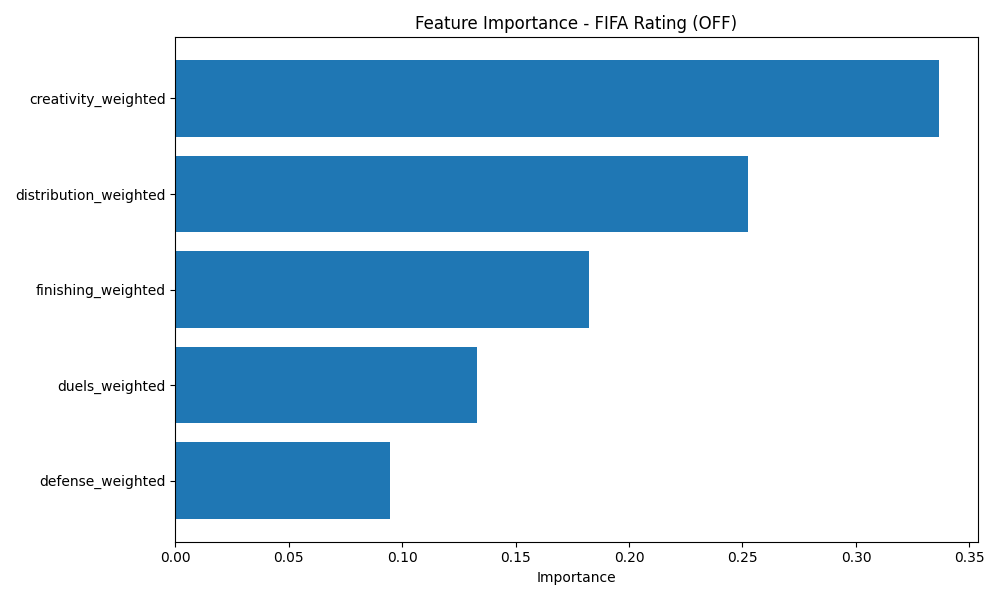 Feature Importance - FIFA Rating (OFF)
creativity_weighted
distribution_weighted
finishing_weighted
duels_weighted
defense_weighted
0.00 0.05 0.10 0.15 0.20 0.25 0.30 0.35
Importance